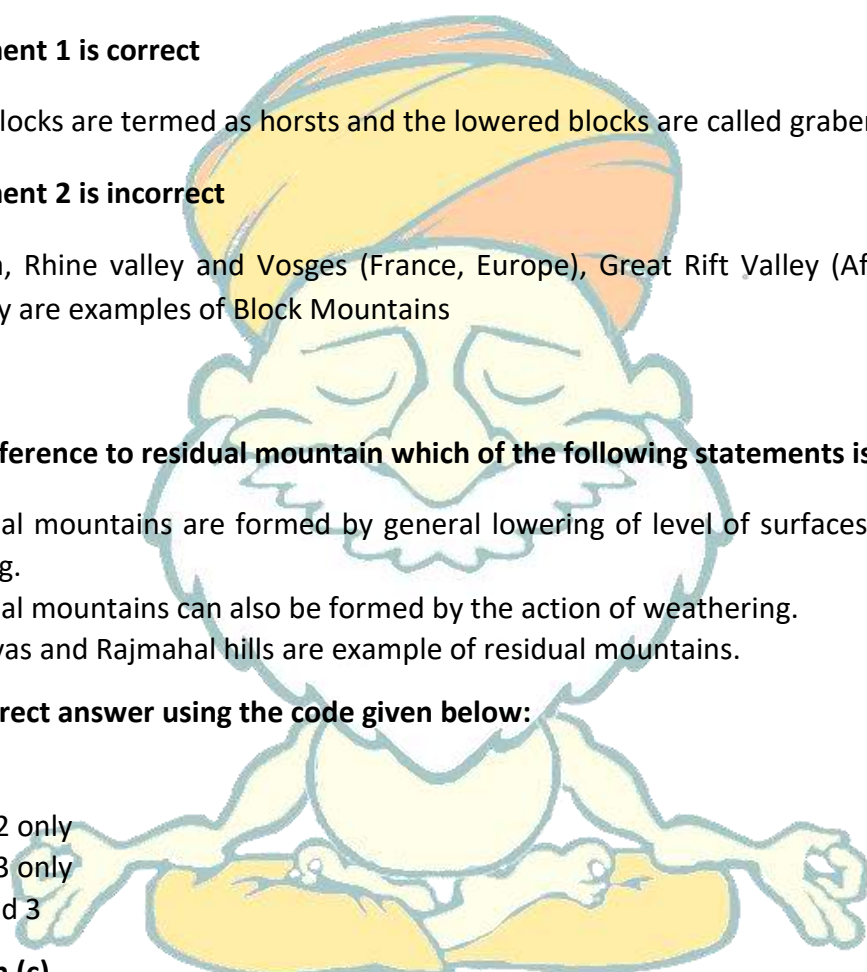 ment 1 is correct
locks are termed as horsts and the lowered blocks are called graben
ment 2 is incorrect
, Rhine valley and Vosges (France, Europe), Great Rift Valley (Af
y are examples of Block Mountains
ference to residual mountain which of the following statements is
al mountains are formed by general lowering of level of surfaces
g.
al mountains can also be formed by the action of weathering.
yas and Rajmahal hills are example of residual mountains.
rrect answer using the code given below:
2 only
3 only
d 3
(c)